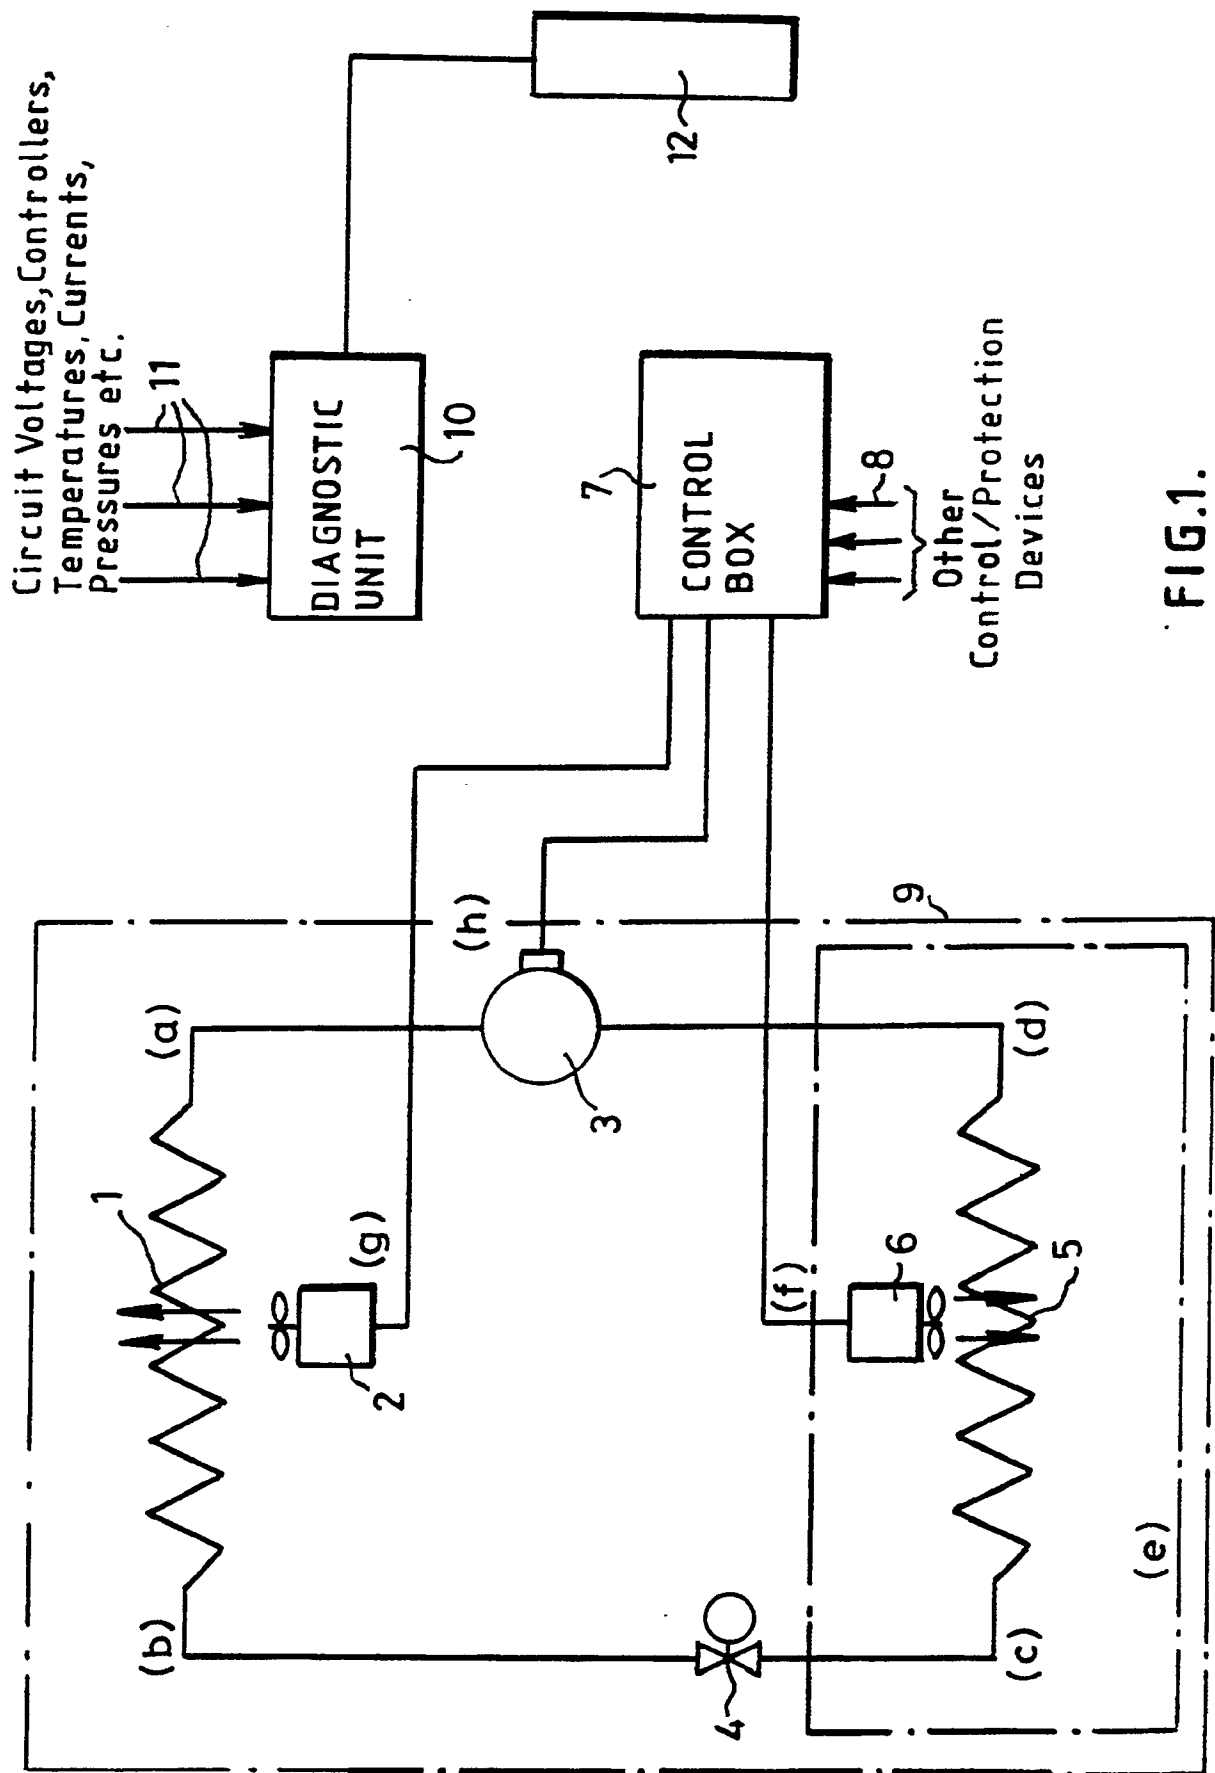 Circuit Voltages, Controllers,
Temperatures, Currents,
Pressures etc.
11
DIAGNOSTIC
UNIT
10
12
7
CONTROL
BOX
8
Other
Control/Protection
Devices
9
(h)
(a)
1
(g)
2
3
(b)
4
(d)
(f)
6
5
(c)
(e)
FIG.1.